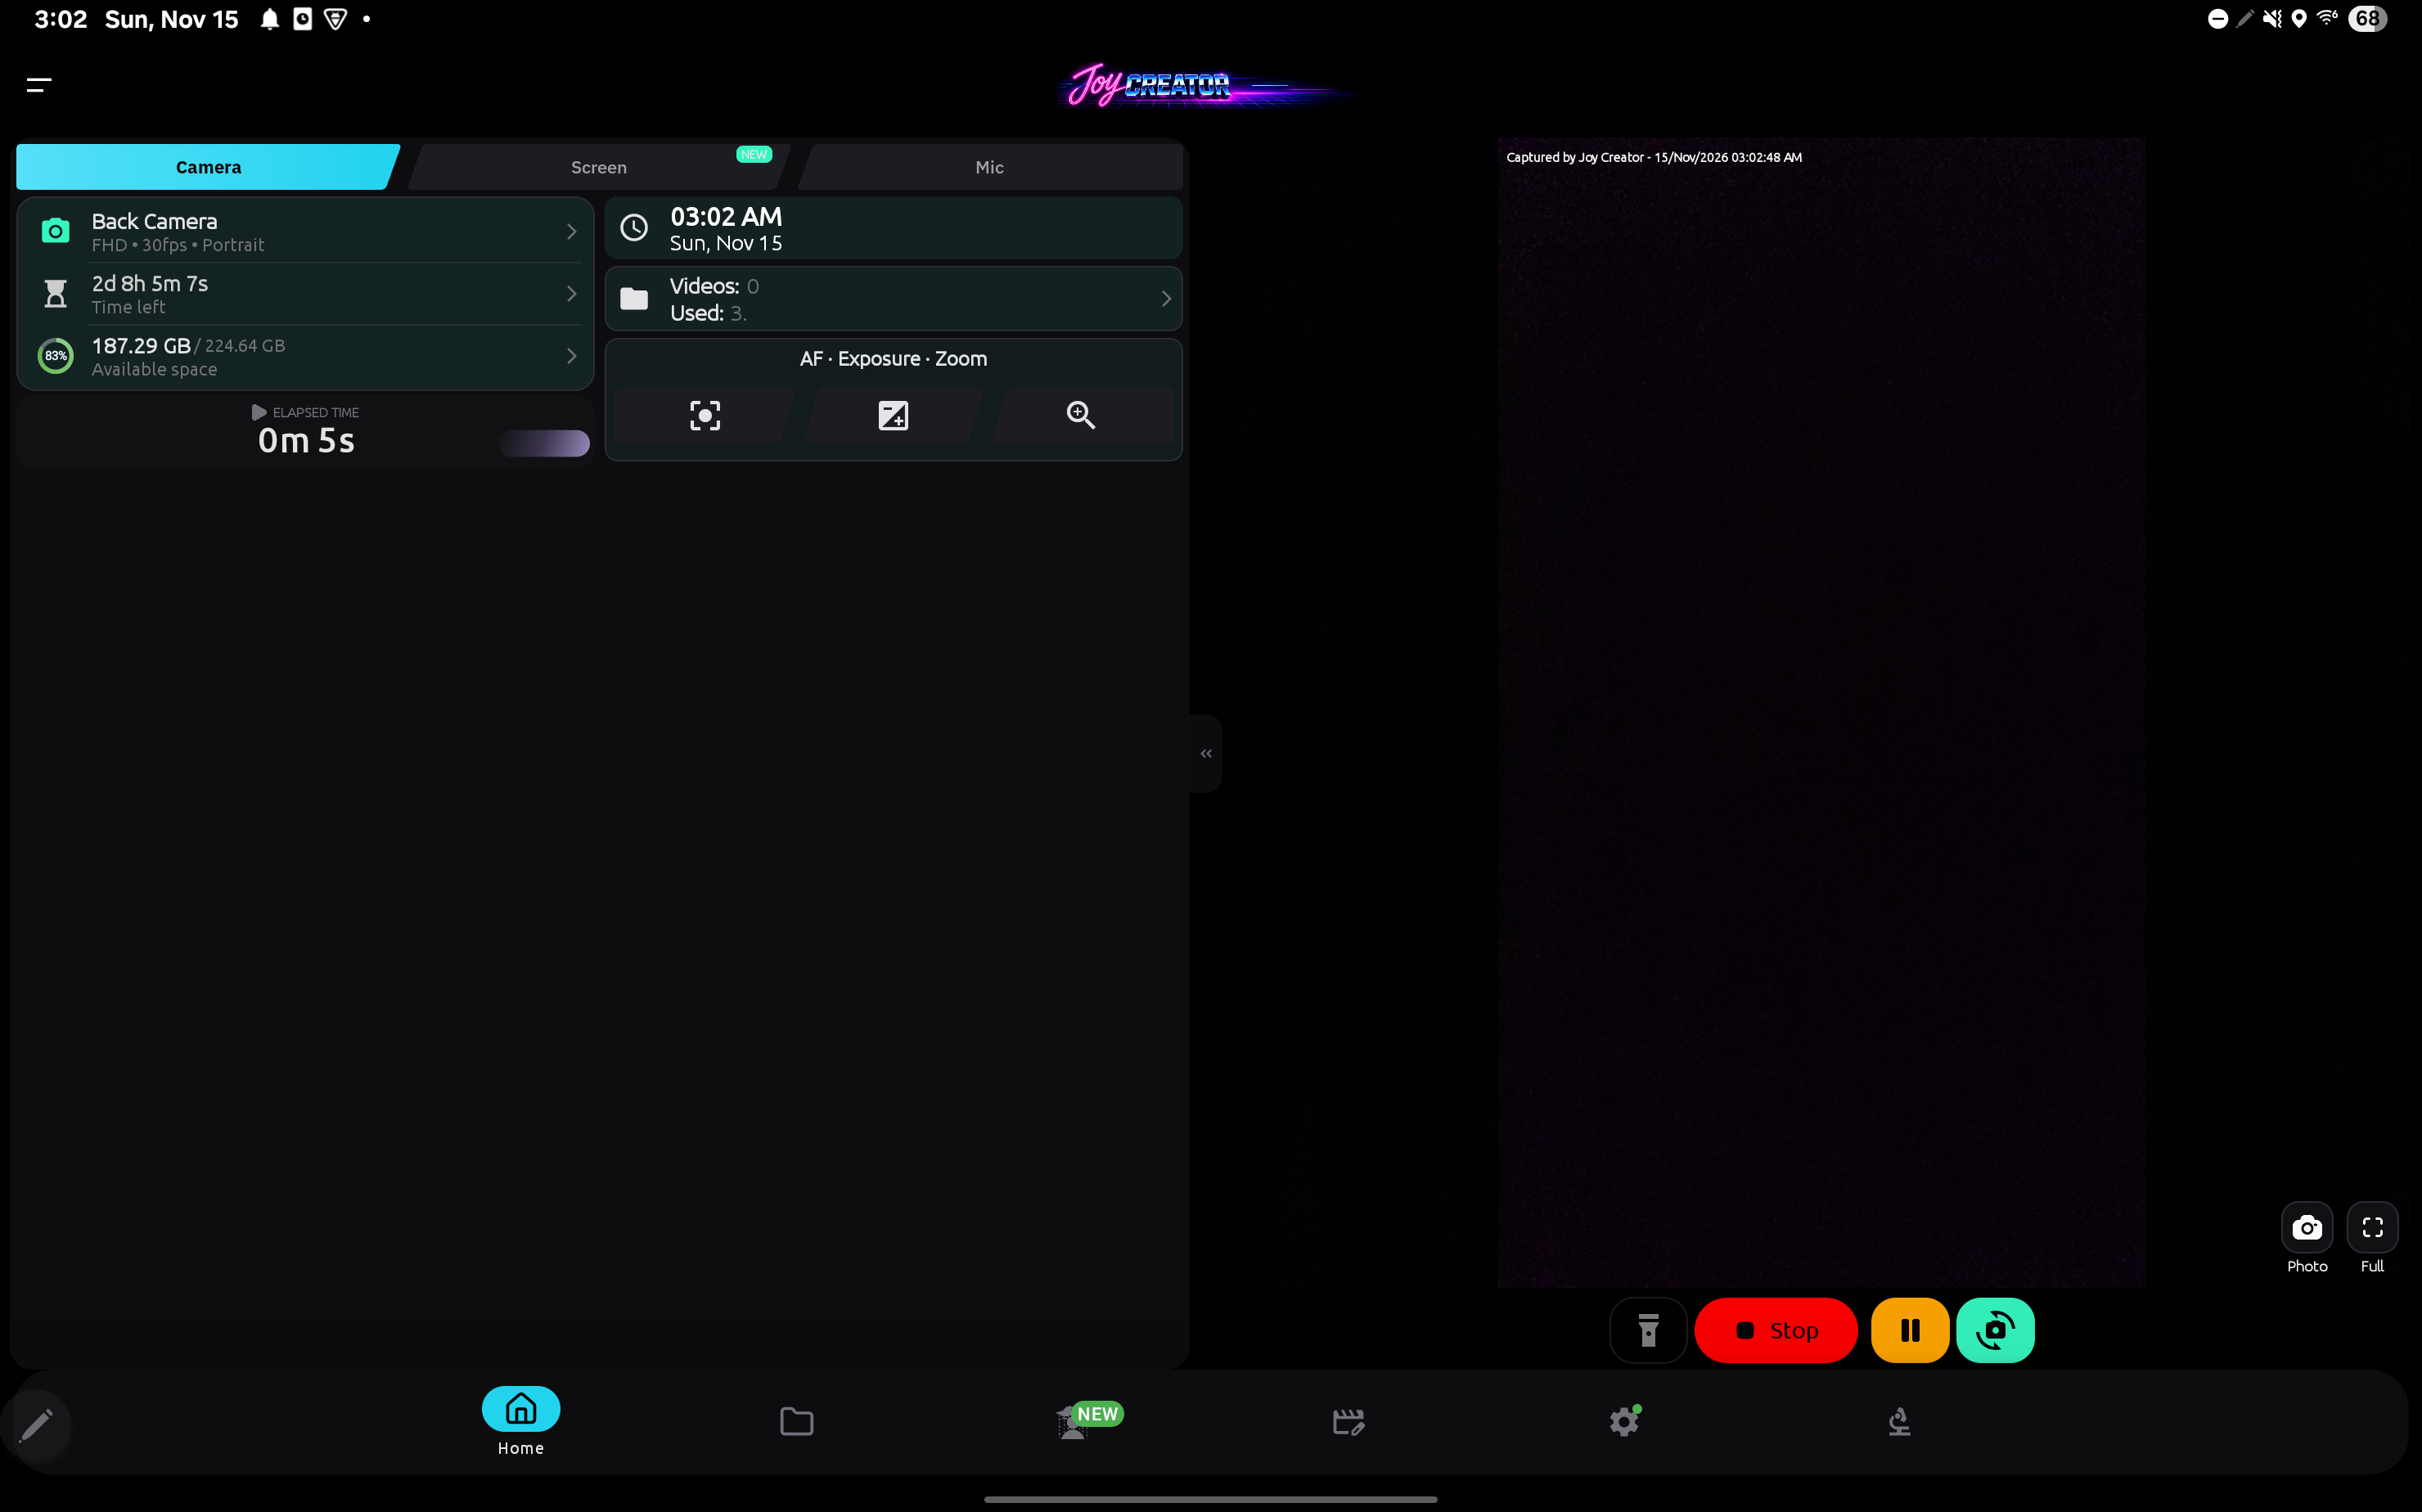 3:02 Sun, Nov 15
68
Joy CREATOR
Camera
Screen
NEW
Mic
Back Camera
FHD • 30fps • Portrait
2d 8h 5m 7s
Time left
83%
187.29 GB / 224.64 GB
Available space
ELAPSED TIME
0m 5s
03:02 AM
Sun, Nov 15
Videos: 0
Used: 3.
AF · Exposure · Zoom
Captured by Joy Creator - 15/Nov/2026 03:02:48 AM
Photo
Full
Stop
Home
NEW